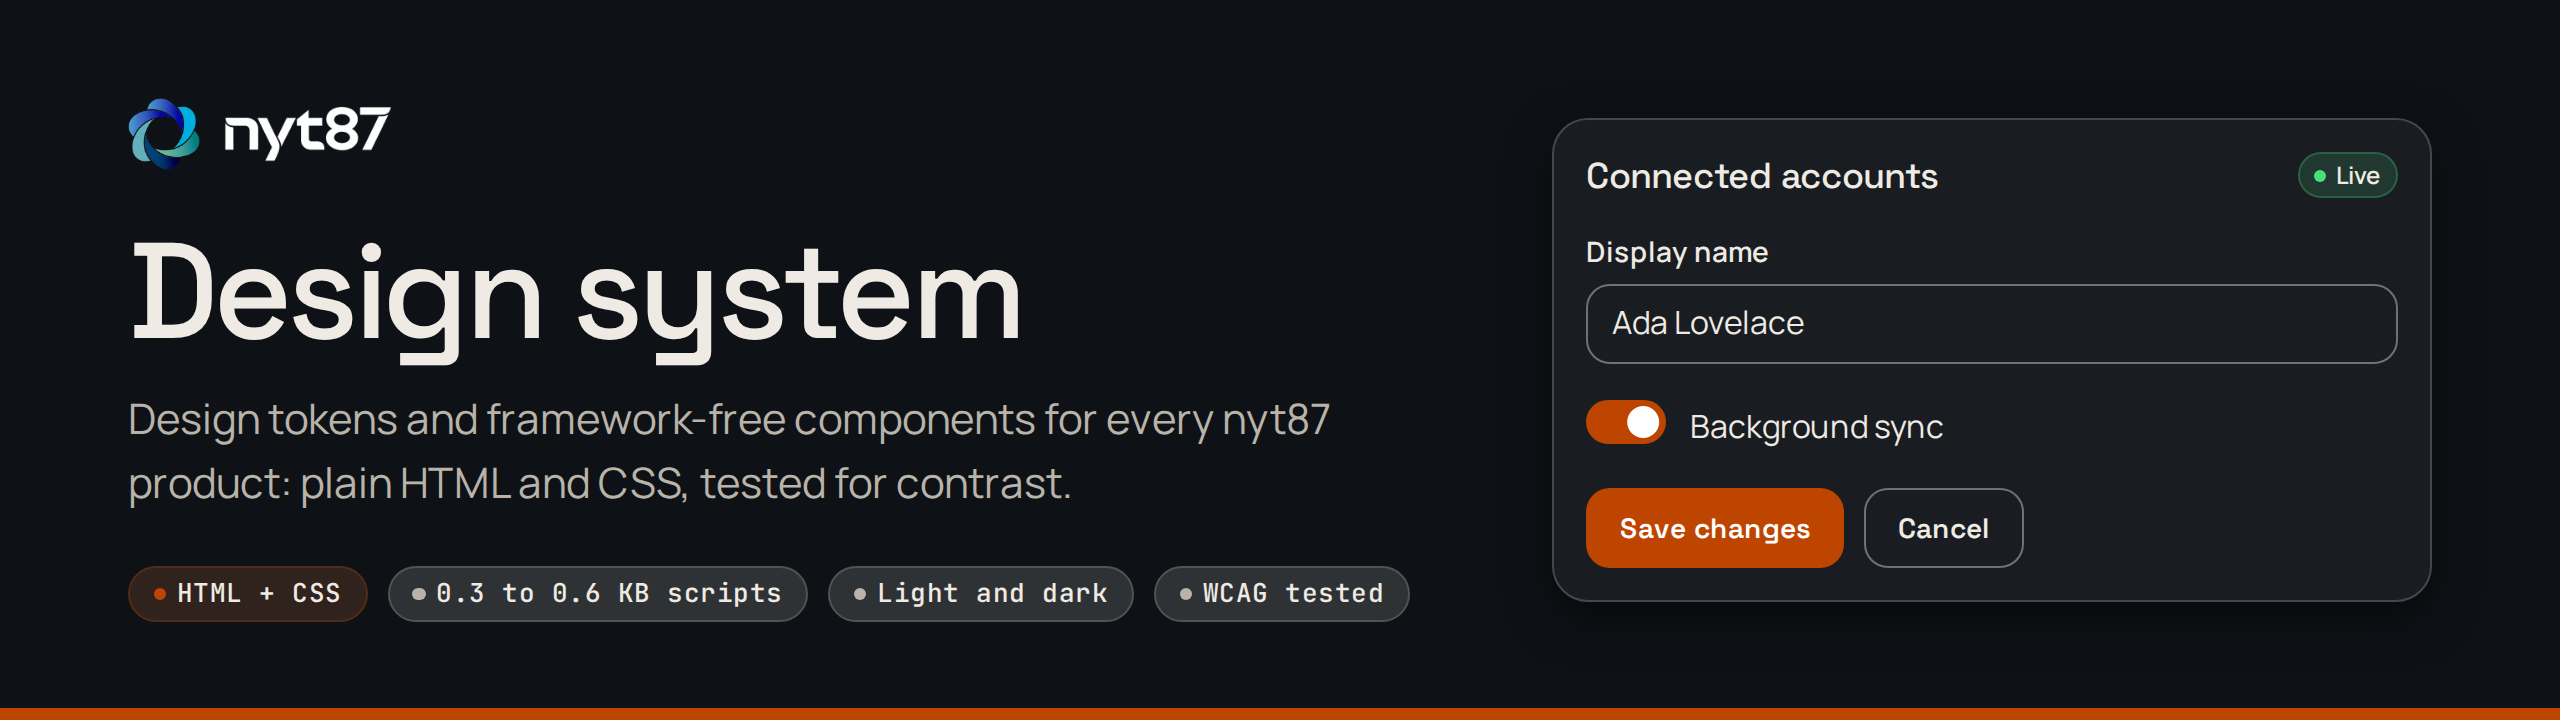 nyt87
Design system
Design tokens and framework-free components for every nyt87
product: plain HTML and CSS, tested for contrast.
HTML + CSS
0.3 to 0.6 KB scripts
Light and dark
WCAG tested
Connected accounts
Live
Display name
Ada Lovelace
Background sync
Save changes
Cancel